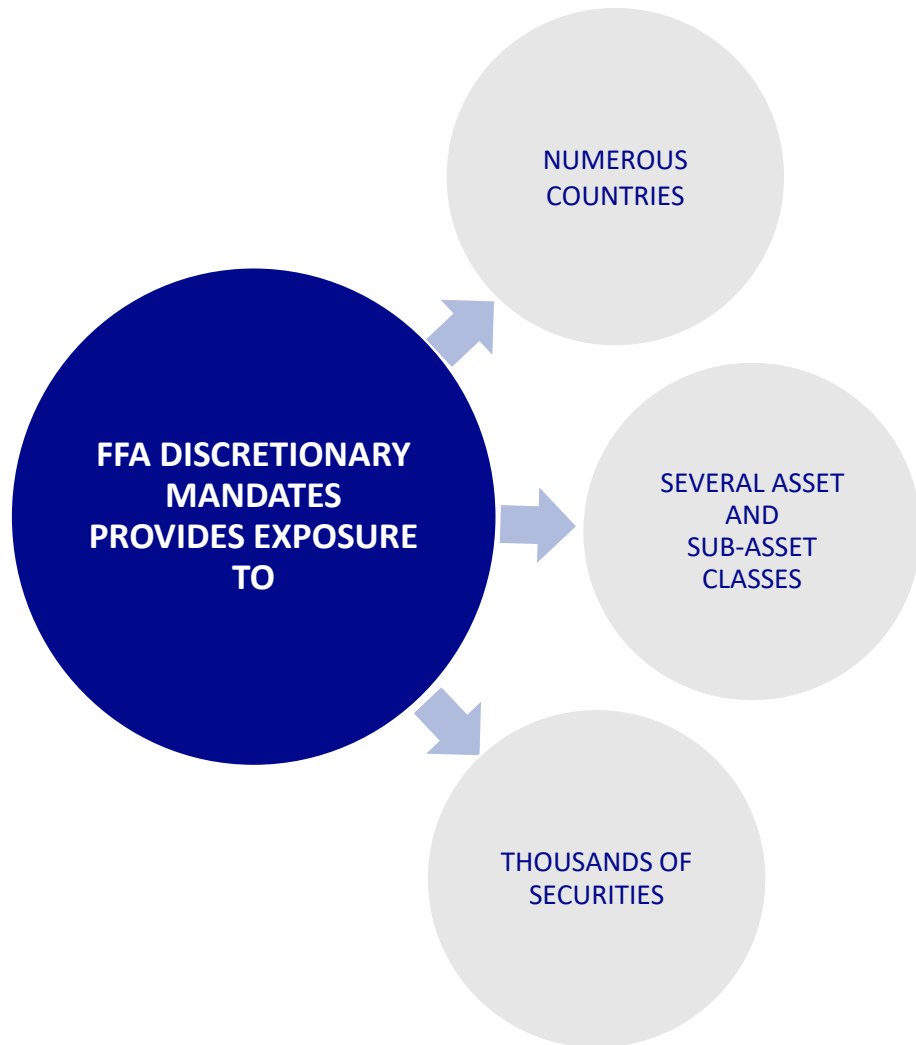 FFA DISCRETIONARY
MANDATES
PROVIDES EXPOSURE
TO
NUMEROUS
COUNTRIES
SEVERAL ASSET
AND
SUB-ASSET
CLASSES
THOUSANDS OF
SECURITIES